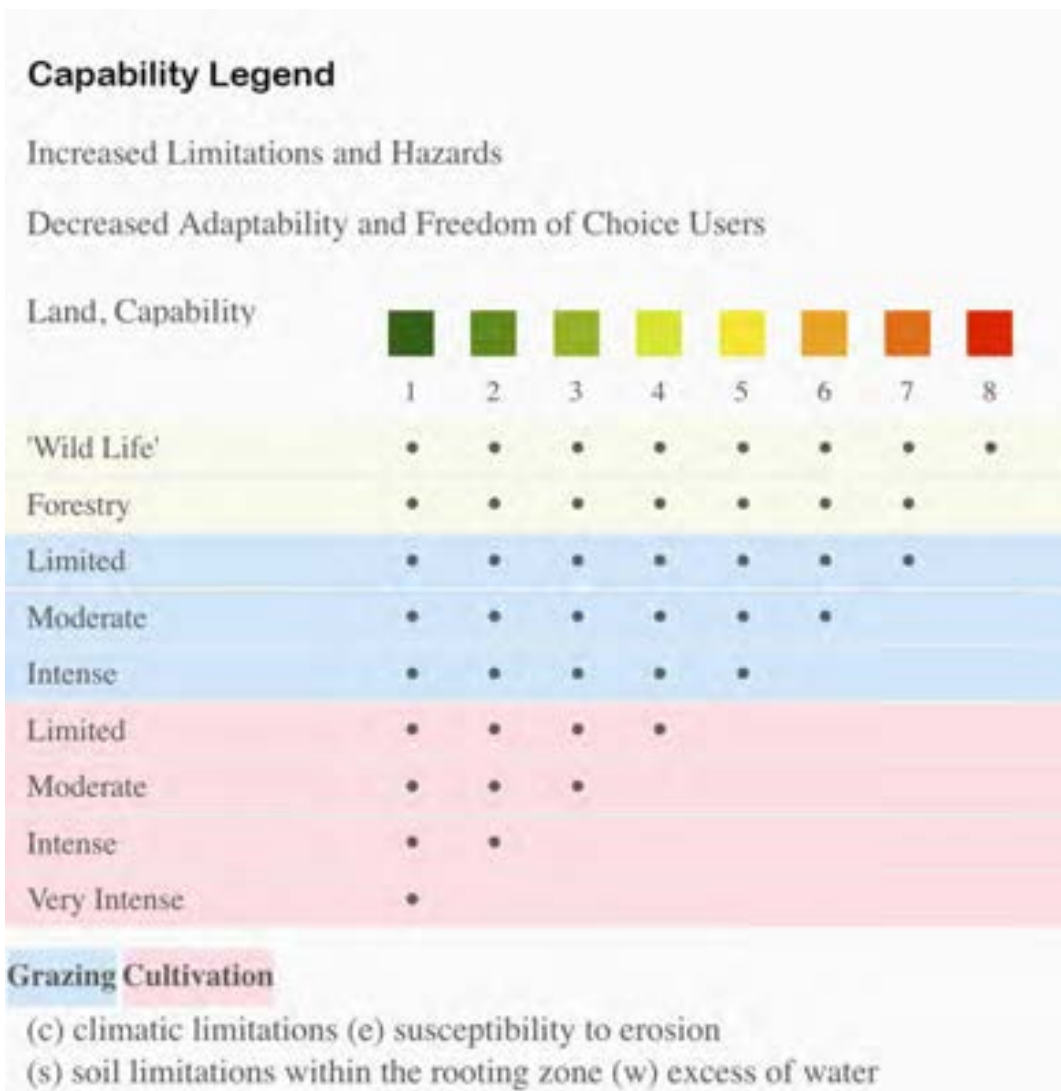 Capability Legend
Increased Limitations and Hazards
Decreased Adaptability and Freedom of Choice Users
Land, Capability
1 2 3 4 5 6 7 8
'Wild Life' • • • • • • • •
Forestry • • • • • • •
Limited • • • • • • •
Moderate • • • • • •
Intense • • • • •
Limited • • • •
Moderate • • •
Intense • •
Very Intense •
Grazing Cultivation
(c) climatic limitations (e) susceptibility to erosion
(s) soil limitations within the rooting zone (w) excess of water